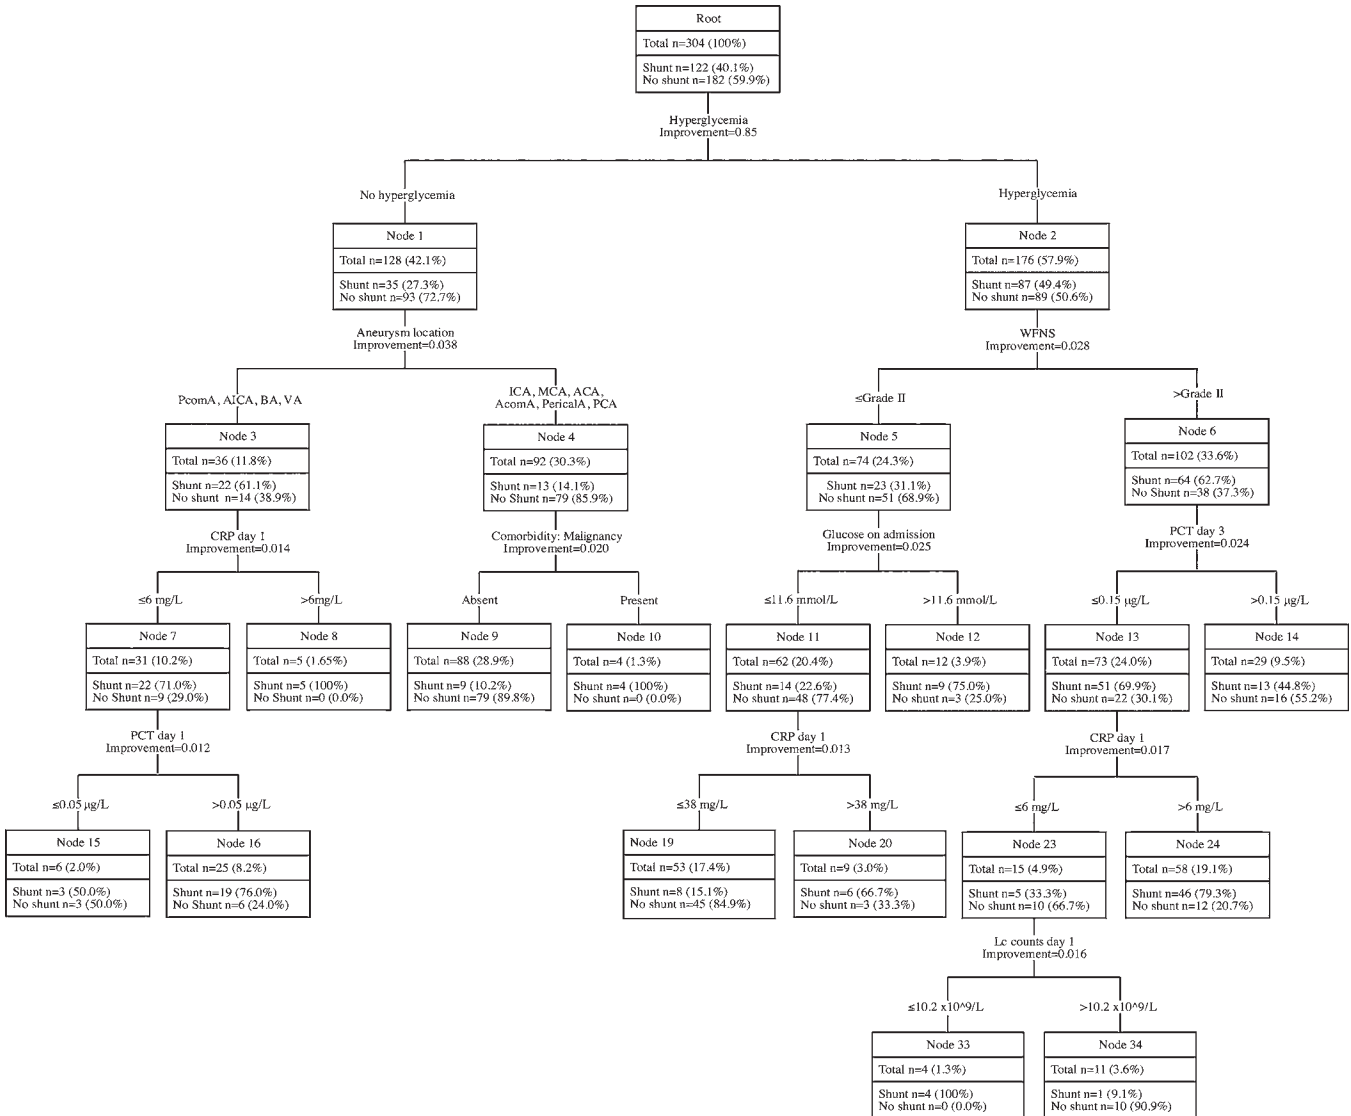 Root
Total n=304 (100%)
Shunt n=122 (40.1%)
No shunt n=182 (59.9%)
Hyperglycemia
Improvement=0.85
No hyperglycemia
Hyperglycemia
Node 1
Total n=128 (42.1%)
Shunt n=35 (27.3%)
No shunt n=93 (72.7%)
Node 2
Total n=176 (57.9%)
Shunt n=87 (49.4%)
No shunt n=89 (50.6%)
Aneurysm location
Improvement=0.038
WFNS
Improvement=0.028
PcomA, AICA, BA, VA
ICA, MCA, ACA,
AcomA, PericalA, PCA
≤Grade II
>Grade II
Node 3
Total n=36 (11.8%)
Shunt n=22 (61.1%)
No shunt n=14 (38.9%)
Node 4
Total n=92 (30.3%)
Shunt n=13 (14.1%)
No shunt n=79 (85.9%)
Node 5
Total n=74 (24.3%)
Shunt n=23 (31.1%)
No shunt n=51 (68.9%)
Node 6
Total n=102 (33.6%)
Shunt n=64 (62.7%)
No Shunt n=38 (37.3%)
CRP day 1
Improvement=0.014
Comorbidity: Malignancy
Improvement=0.020
Glucose on admission
Improvement=0.025
PCT day 3
Improvement=0.024
≤6 mg/L
>6mg/L
Absent
Present
≤11.6 mmol/L
>11.6 mmol/L
≤0.15 µg/L
>0.15 µg/L
Node 7
Total n=31 (10.2%)
Shunt n=22 (71.0%)
No Shunt n=9 (29.0%)
Node 8
Total n=5 (1.65%)
Shunt n=5 (100%)
No shunt n=0 (0.0%)
Node 9
Total n=88 (28.9%)
Shunt n=9 (10.2%)
No shunt n=79 (89.8%)
Node 10
Total n=4 (1.3%)
Shunt n=4 (100%)
No shunt n=0 (0.0%)
Node 11
Total n=62 (20.4%)
Shunt n=14 (22.6%)
No shunt n=48 (77.4%)
Node 12
Total n=12 (3.9%)
Shunt n=9 (75.0%)
No shunt n=3 (25.0%)
Node 13
Total n=73 (24.0%)
Shunt n=51 (69.9%)
No shunt n=22 (30.1%)
Node 14
Total n=29 (9.5%)
Shunt n=13 (44.8%)
No shunt n=16 (55.2%)
PCT day 1
Improvement=0.012
CRP day 1
Improvement=0.013
CRP day 1
Improvement=0.017
≤0.05 µg/L
>0.05 µg/L
≤38 mg/L
>38 mg/L
≤6 mg/L
>6 mg/L
Node 15
Total n=6 (2.0%)
Shunt n=3 (50.0%)
No shunt n=3 (50.0%)
Node 16
Total n=25 (8.2%)
Shunt n=19 (76.0%)
No Shunt n=6 (24.0%)
Node 19
Total n=53 (17.4%)
Shunt n=8 (15.1%)
No shunt n=45 (84.9%)
Node 20
Total n=9 (3.0%)
Shunt n=6 (66.7%)
No shunt n=3 (33.3%)
Node 23
Total n=15 (4.9%)
Shunt n=5 (33.3%)
No shunt n=10 (66.7%)
Node 24
Total n=58 (19.1%)
Shunt n=46 (79.3%)
No shunt n=12 (20.7%)
Lc counts day 1
Improvement=0.016
≤10.2 x10^9/L
>10.2 x10^9/L
Node 33
Total n=4 (1.3%)
Shunt n=4 (100%)
No shunt n=0 (0.0%)
Node 34
Total n=11 (3.6%)
Shunt n=1 (9.1%)
No shunt n=10 (90.9%)